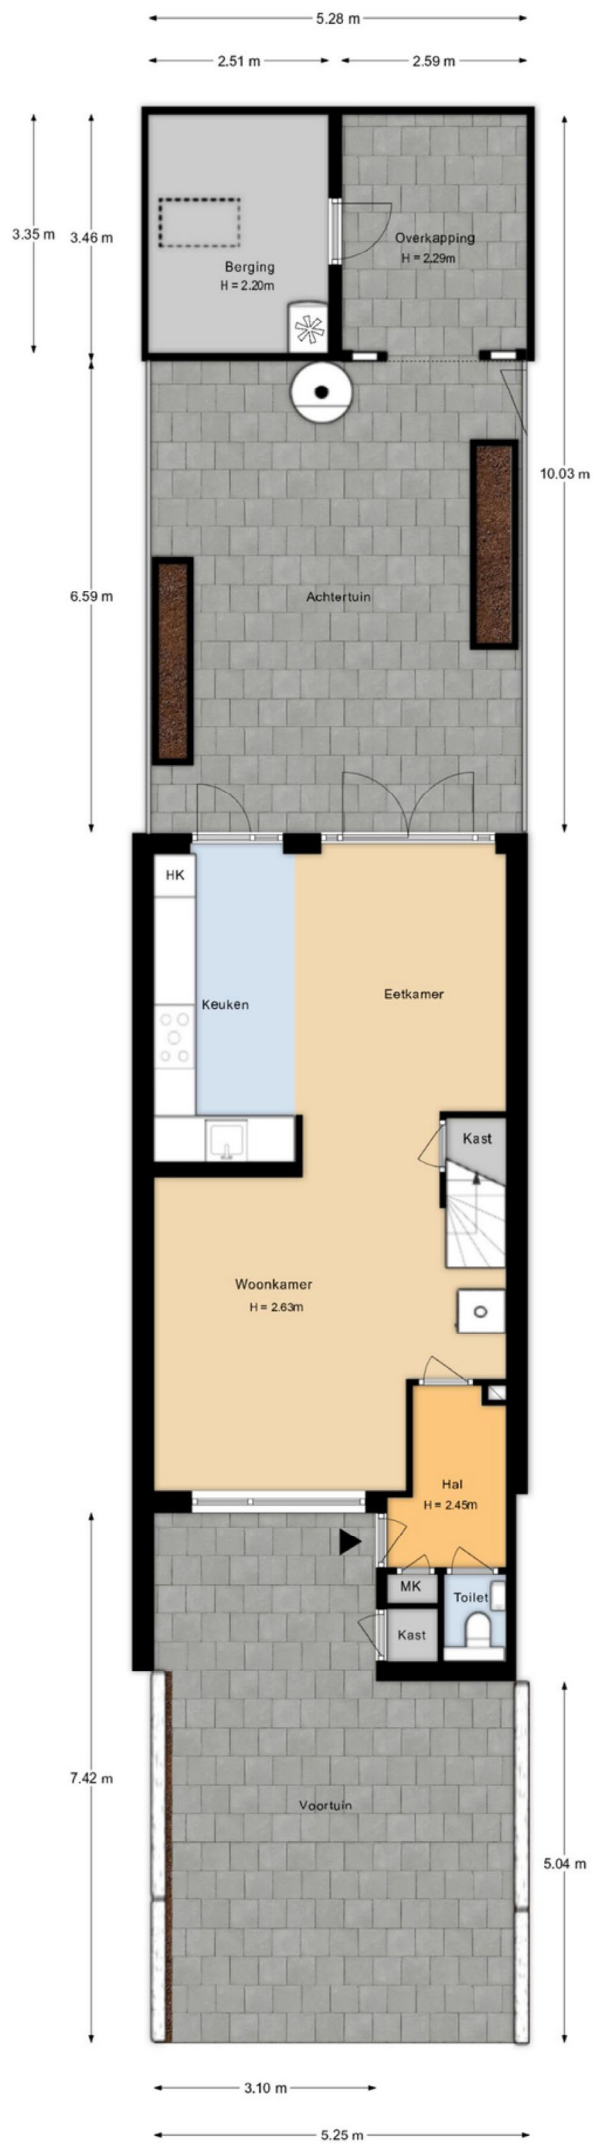 5.28 m
2.51 m
2.59 m
3.35 m
3.46 m
Berging
H = 2.20m
Overkapping
H = 2.29m
10.03 m
6.59 m
Achtertuin
HK
Keuken
Eetkamer
Kast
Woonkamer
H = 2.63m
Hal
H = 2.45m
MK
Toilet
Kast
7.42 m
Voortuin
5.04 m
3.10 m
5.25 m